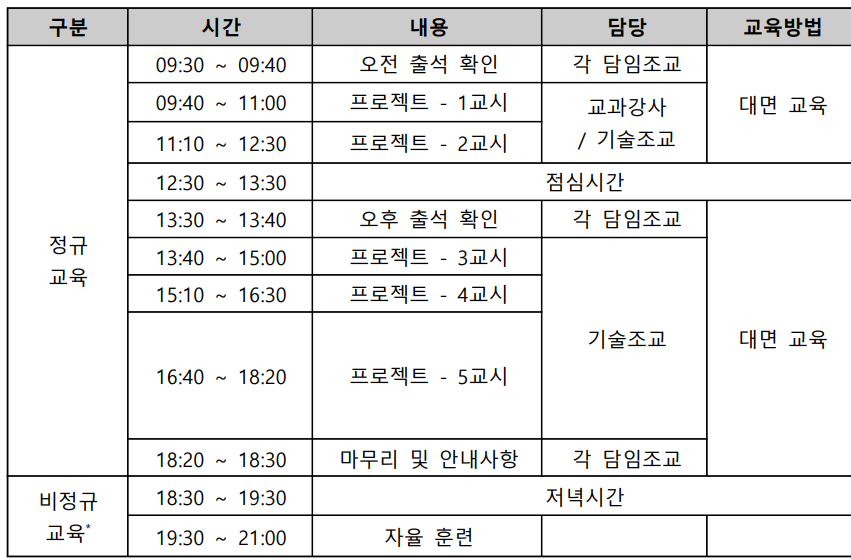 구분 시간 내용 담당 교육방법
09:30 ~ 09:40 오전 출석 확인 각 담임조교
09:40 ~ 11:00 프로젝트 - 1교시
교과강사
/ 기술조교
대면 교육
11:10 ~ 12:30 프로젝트 - 2교시
12:30 ~ 13:30 점심시간
정규
교육
13:30 ~ 13:40 오후 출석 확인 각 담임조교
13:40 ~ 15:00 프로젝트 - 3교시
15:10 ~ 16:30 프로젝트 - 4교시
기술조교
대면 교육
16:40 ~ 18:20 프로젝트 - 5교시
18:20 ~ 18:30 마무리 및 안내사항 각 담임조교
비정규
교육*
18:30 ~ 19:30 저녁시간
19:30 ~ 21:00 자율 훈련